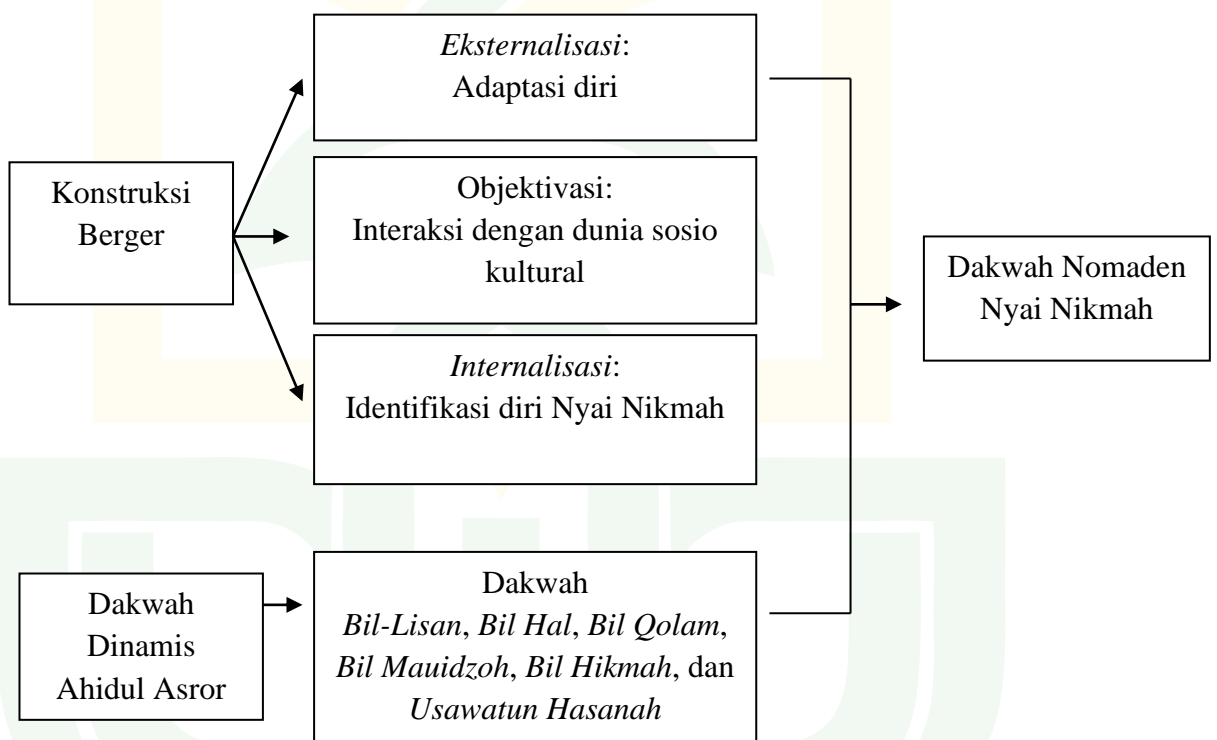 Eksternalisasi:
Adaptasi diri
Konstruksi
Berger
Objektivasi:
Interaksi dengan dunia sosio
kultural
Internalisasi:
Identifikasi diri Nyai Nikmah
Dakwah Nomaden
Nyai Nikmah
Dakwah
Dinamis
Ahidul Asror
Dakwah
Bil-Lisan, Bil Hal, Bil Qolam,
Bil Mauidzoh, Bil Hikmah, dan
Usawatun Hasanah